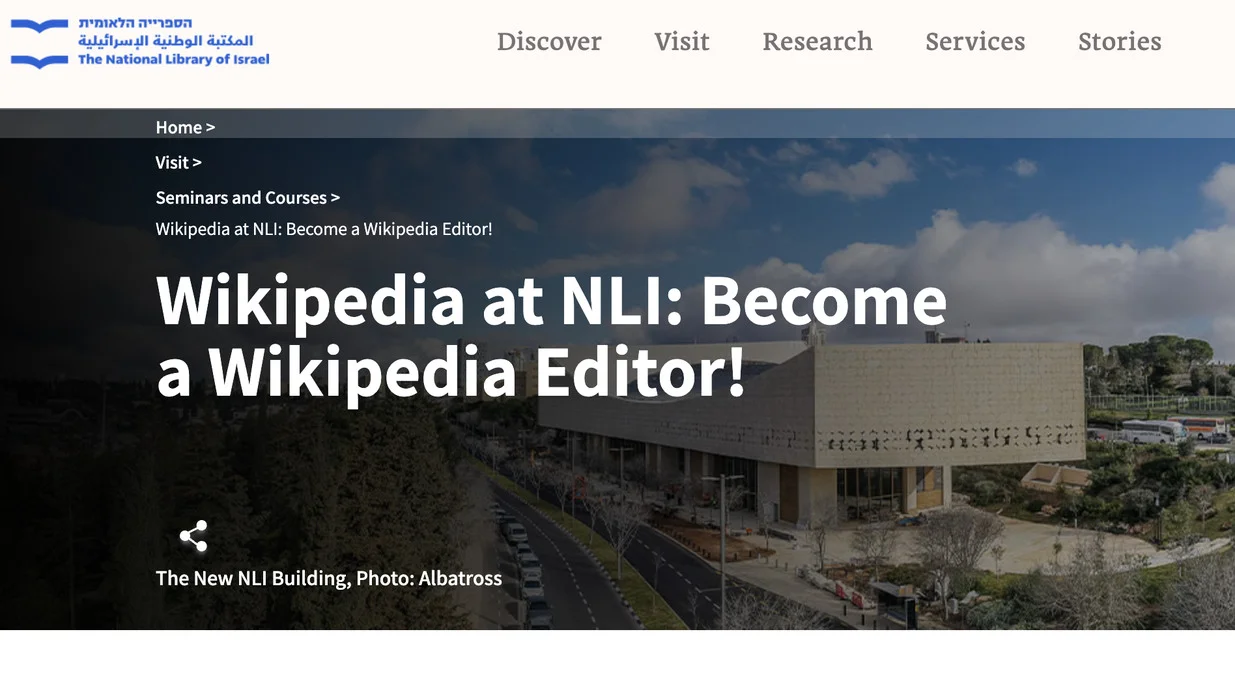 הספרייה הלאומית
المكتبة الوطنية الإسرائيلية
The National Library of Israel
Discover
Visit
Research
Services
Stories
Home >
Visit >
Seminars and Courses >
Wikipedia at NLI: Become a Wikipedia Editor!
Wikipedia at NLI: Become
a Wikipedia Editor!
The New NLI Building, Photo: Albatross